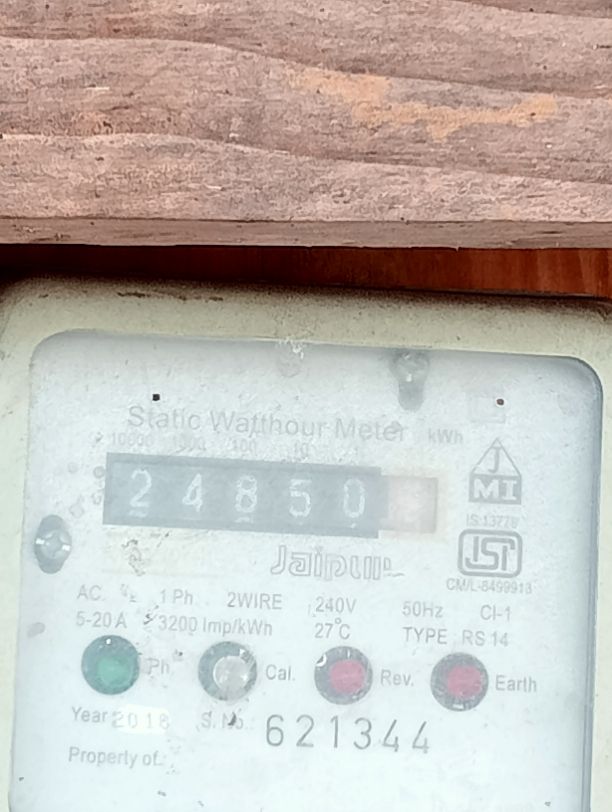 Static Watthour Meter kWh
10000 1000 100 10 1
24850
J
MI
IS 13779
ISI
Jaipur
CM/L-8499913
AC. 1 Ph 2WIRE 240V 50Hz Cl-1
5-20 A 3200 Imp/kWh 27°C TYPE RS 14
Ph Cal. Rev. Earth
Year 2018 S. No.: 621344
Property of.